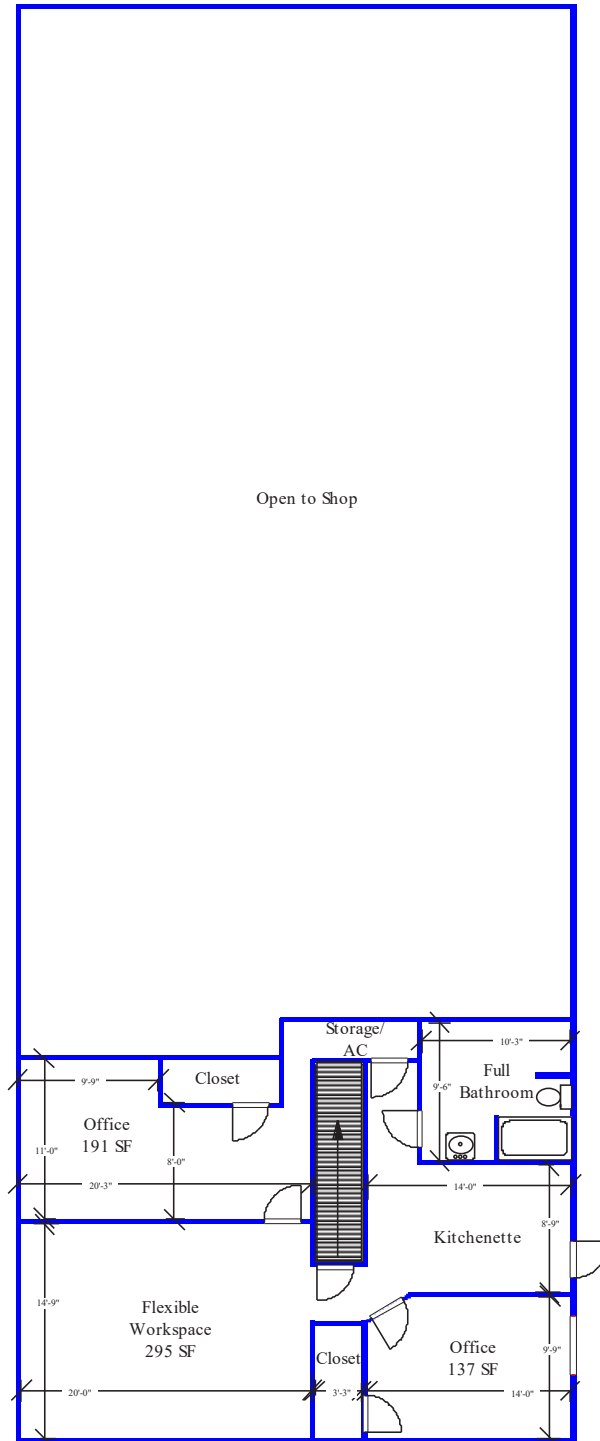 Open to Shop
Storage/
AC
10'-3"
Full
Bathroom
9'-6"
Closet
9'-9"
Office
191 SF
11'-0"
8'-0"
20'-3"
14'-0"
8'-9"
Kitchenette
14'-9"
Flexible
Workspace
295 SF
Closet
Office
137 SF
9'-9"
20'-0"
3'-3"
14'-0"